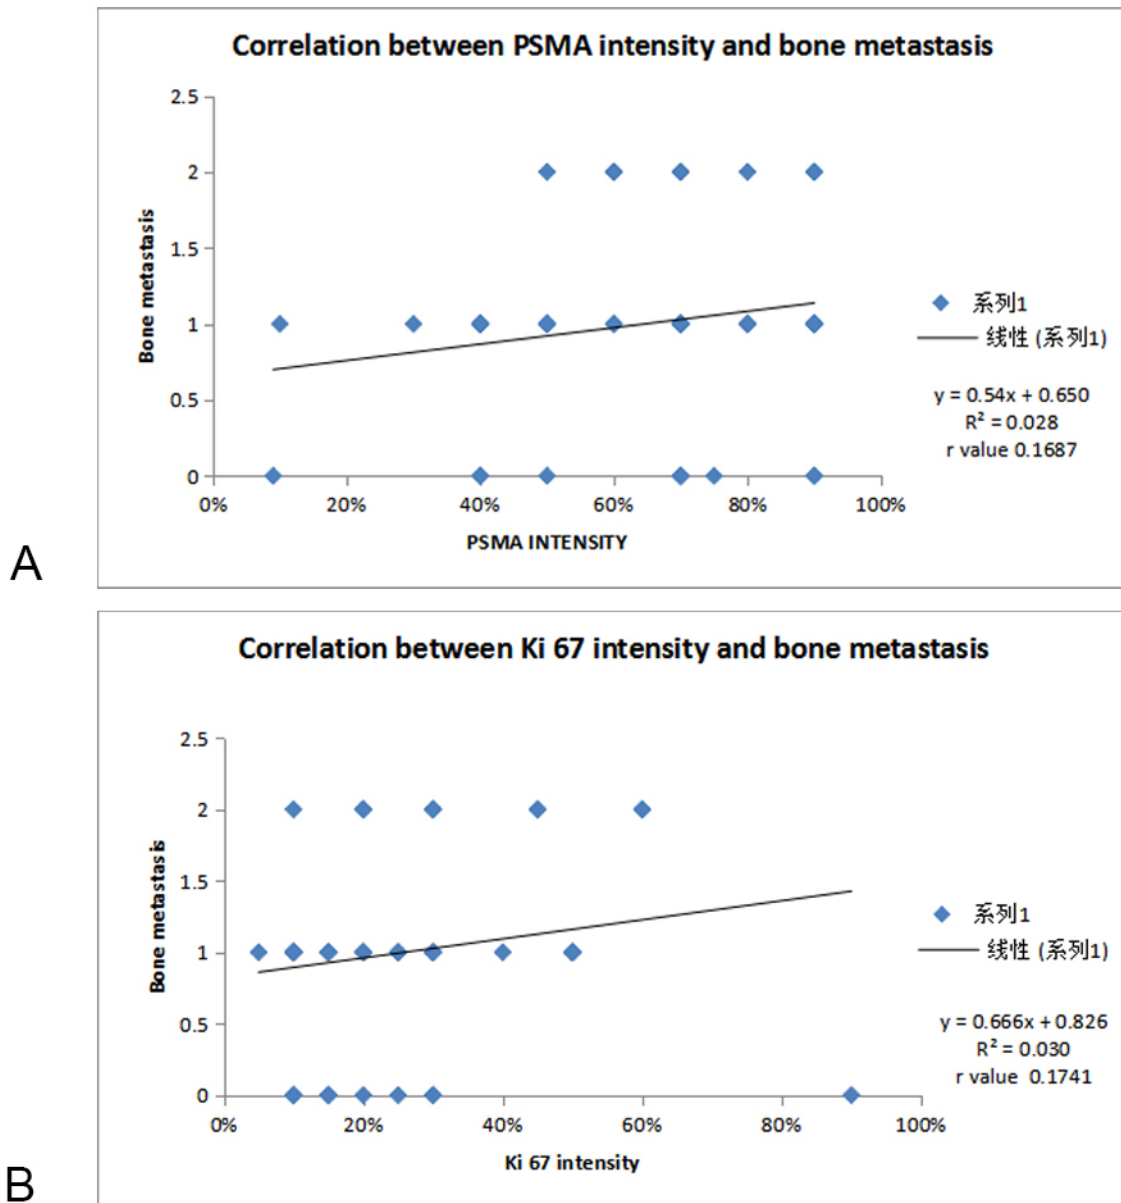 Correlation between PSMA intensity and bone metastasis
2.5
2
1.5
1
0.5
0
Bone metastasis
0% 20% 40% 60% 80% 100%
PSMA INTENSITY
系列1
线性 (系列1)
y = 0.54x + 0.650
R² = 0.028
r value 0.1687
A
Correlation between Ki 67 intensity and bone metastasis
2.5
2
1.5
1
0.5
0
Bone metastasis
0% 20% 40% 60% 80% 100%
Ki 67 intensity
系列1
线性 (系列1)
y = 0.666x + 0.826
R² = 0.030
r value 0.1741
B